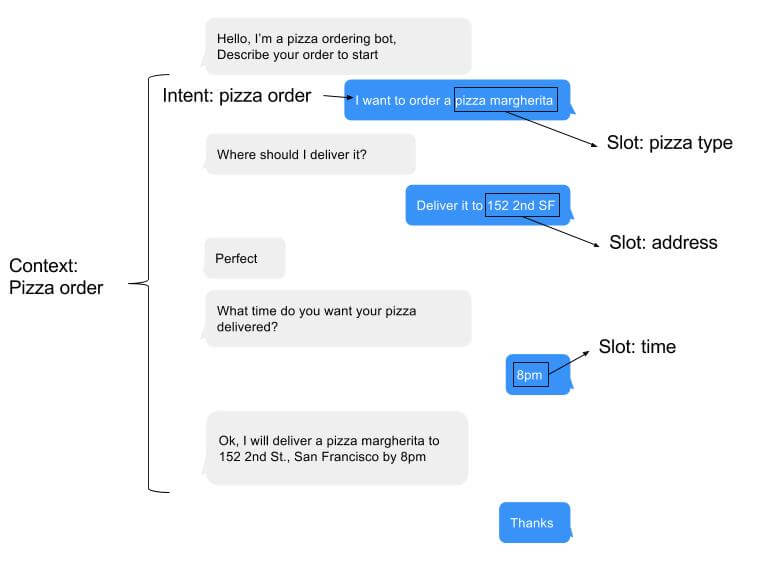 Hello, I'm a pizza ordering bot,
Describe your order to start
Intent: pizza order
I want to order a pizza margherita
Slot: pizza type
Where should I deliver it?
Deliver it to 152 2nd SF
Slot: address
Context:
Pizza order
Perfect
What time do you want your pizza
delivered?
Slot: time
8pm
Ok, I will deliver a pizza margherita to
152 2nd St., San Francisco by 8pm
Thanks